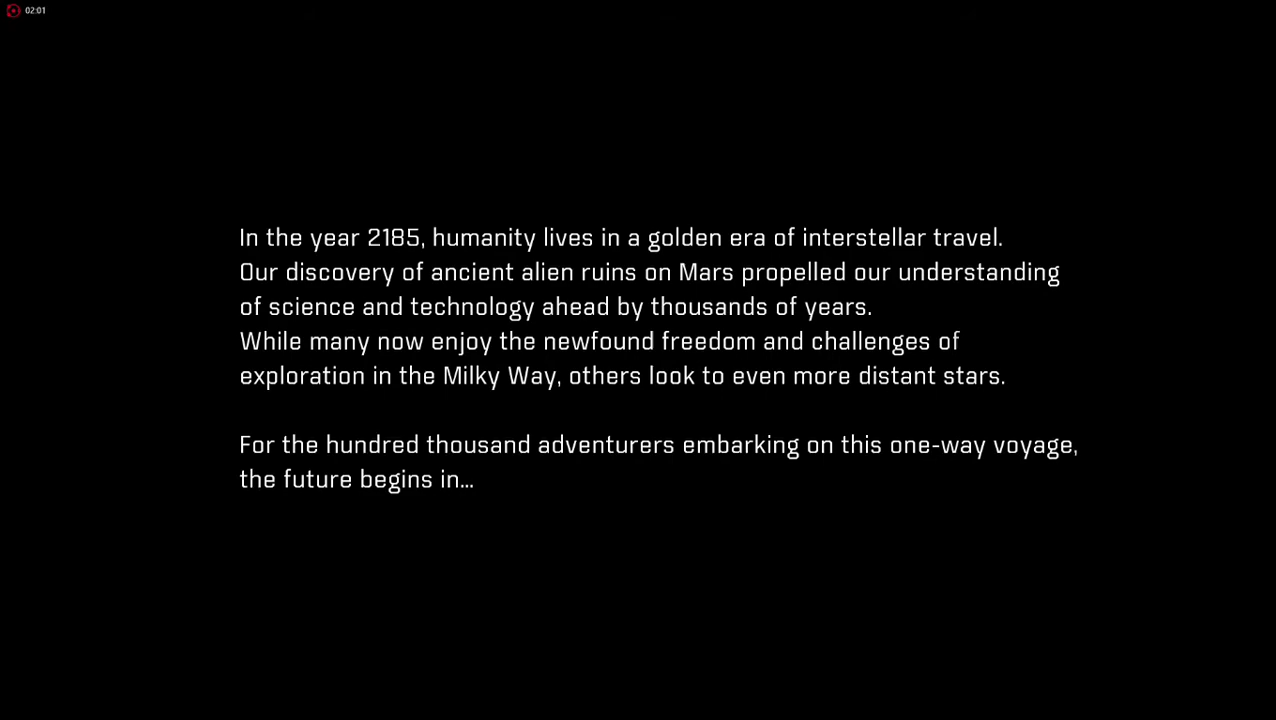 02:01
In the year 2185, humanity lives in a golden era of interstellar travel.
Our discovery of ancient alien ruins on Mars propelled our understanding
of science and technology ahead by thousands of years.
While many now enjoy the newfound freedom and challenges of
exploration in the Milky Way, others look to even more distant stars.
For the hundred thousand adventurers embarking on this one-way voyage,
the future begins in...